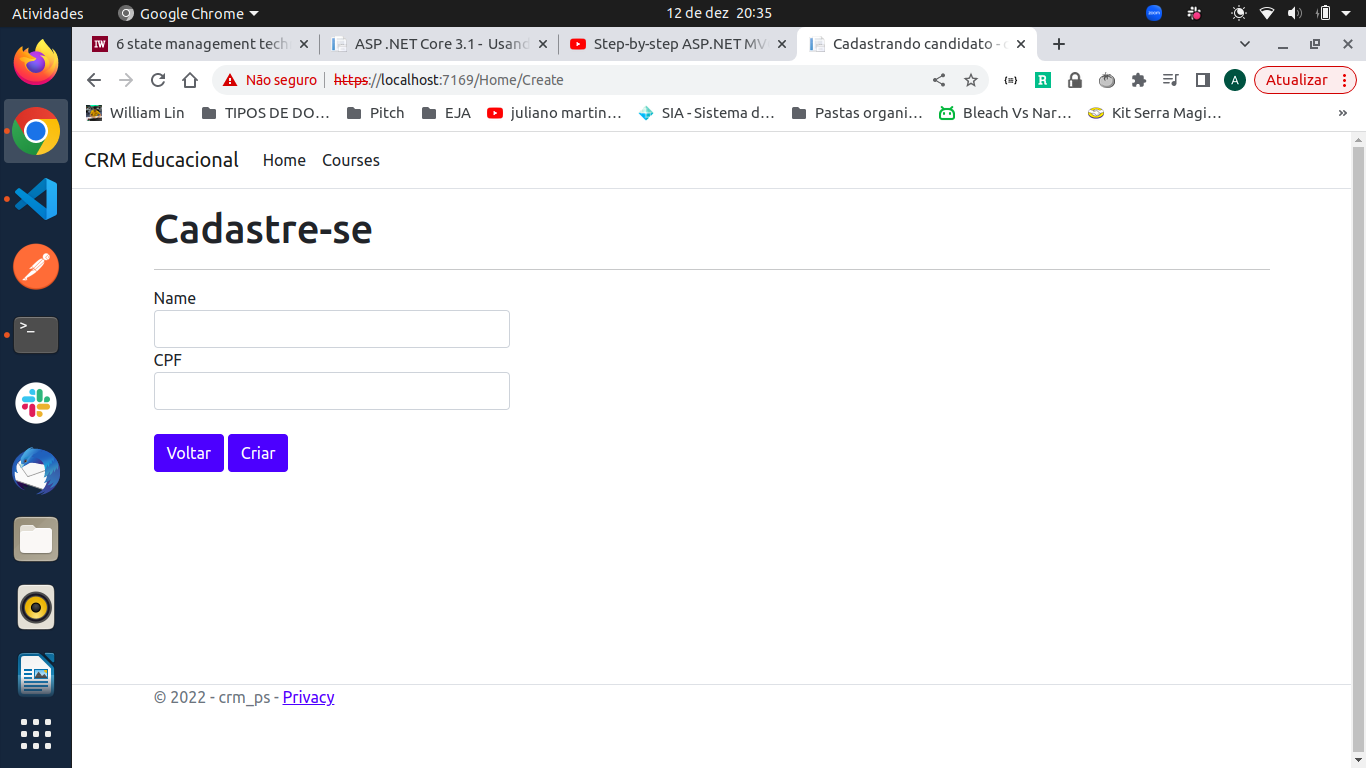 Atividades Google Chrome 12 de dez 20:35
zoom
IW 6 state management tech ASP .NET Core 3.1 - Usand Step-by-step ASP.NET MV Cadastrando candidato - c
Não seguro https://localhost:7169/Home/Create R A Atualizar
William Lin TIPOS DE DO… Pitch EJA juliano martin… SIA - Sistema d… Pastas organi… Bleach Vs Nar… Kit Serra Magi… »
CRM Educacional Home Courses
Cadastre-se
Name
CPF
Voltar Criar
© 2022 - crm_ps - Privacy